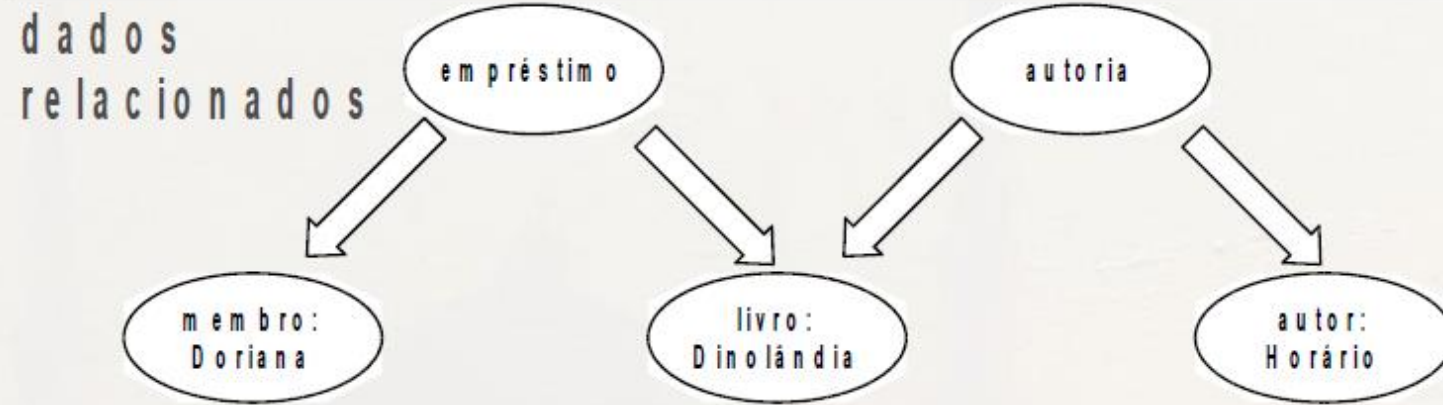 dados
relacionados
empréstimo
autoria
membro:
Doriana
livro:
Dinolândia
autor:
Horário